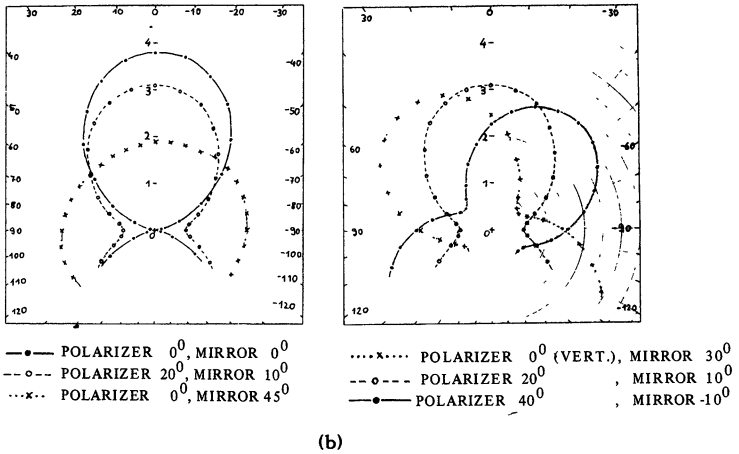 30 20 10 0 -10 -20 -30
40 4 -40
50 3 -50
60 2 -60
70 1 -70
80 -80
90 0 -90
100 -100
110 -110
120 -120
POLARIZER 0⁰, MIRROR 0⁰
POLARIZER 20⁰, MIRROR 10⁰
POLARIZER 0⁰, MIRROR 45⁰
30 0 -30
4
3
60 2 -60
1
90 0 -90
120 -120
POLARIZER 0⁰ (VERT.), MIRROR 30⁰
POLARIZER 20⁰ , MIRROR 10⁰
POLARIZER 40⁰ , MIRROR -10⁰
(b)